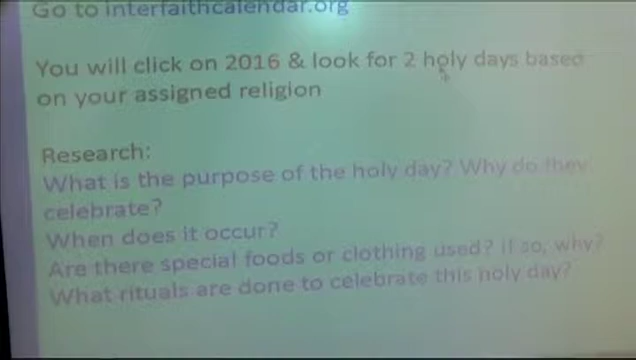 Go to interfaithcalendar.org
You will click on 2016 & look for 2 holy days based
on your assigned religion
Research:
What is the purpose of the holy day? Why do they
celebrate?
When does it occur?
Are there special foods or clothing used? If so, why?
What rituals are done to celebrate this holy day?